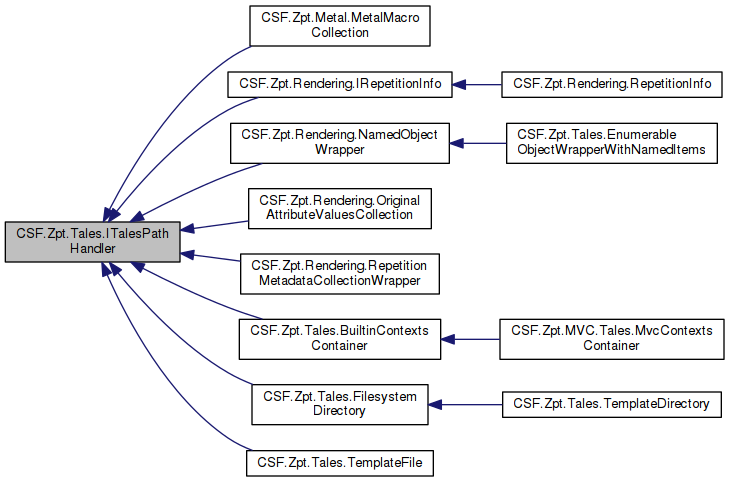 CSF.Zpt.Metal.MetalMacro
Collection
CSF.Zpt.Rendering.IRepetitionInfo
CSF.Zpt.Rendering.RepetitionInfo
CSF.Zpt.Rendering.NamedObject
Wrapper
CSF.Zpt.Tales.Enumerable
ObjectWrapperWithNamedItems
CSF.Zpt.Rendering.Original
AttributeValuesCollection
CSF.Zpt.Tales.ITalesPath
Handler
CSF.Zpt.Rendering.Repetition
MetadataCollectionWrapper
CSF.Zpt.Tales.BuiltinContexts
Container
CSF.Zpt.MVC.Tales.MvcContexts
Container
CSF.Zpt.Tales.Filesystem
Directory
CSF.Zpt.Tales.TemplateDirectory
CSF.Zpt.Tales.TemplateFile